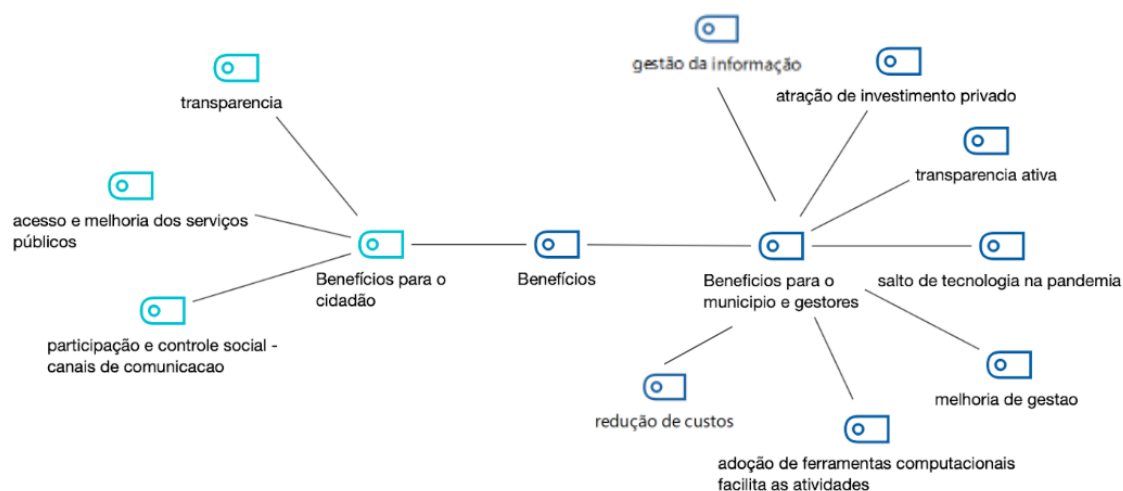 gestão da informação
transparencia
atração de investimento privado
transparencia ativa
acesso e melhoria dos serviços
públicos
Benefícios para o
cidadão
Benefícios
Beneficios para o
municipio e gestores
salto de tecnologia na pandemia
participação e controle social -
canais de comunicacao
melhoria de gestao
redução de custos
adoção de ferramentas computacionais
facilita as atividades